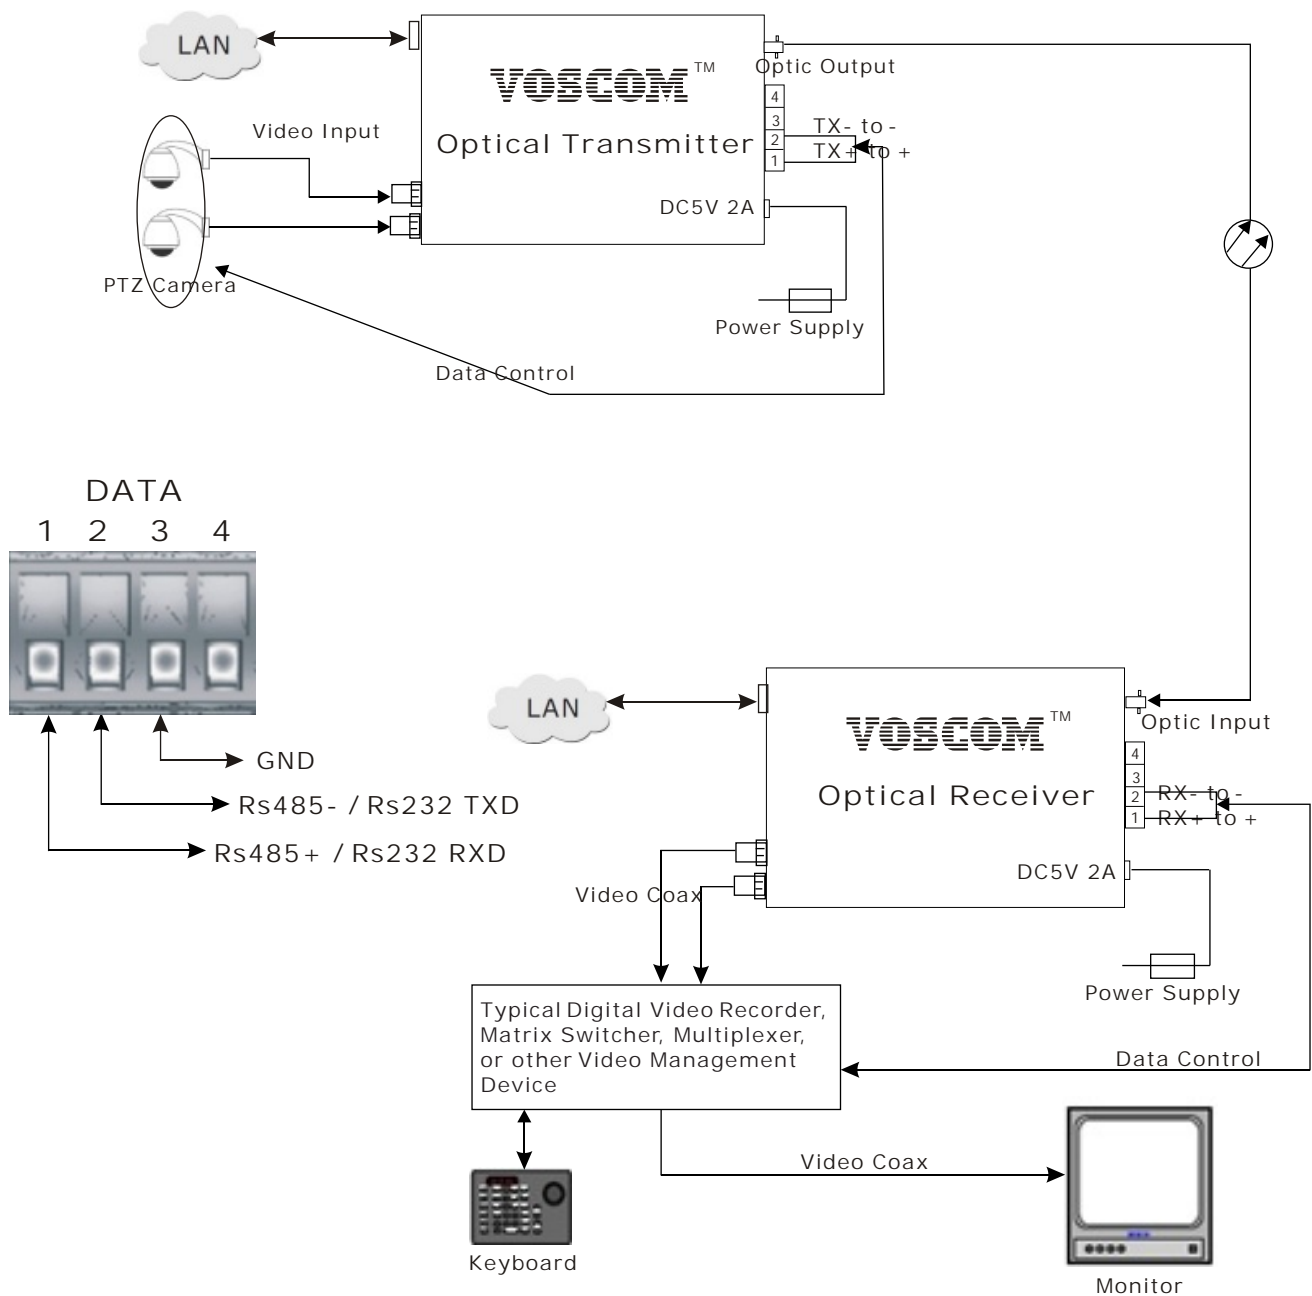 LAN
VOSCOM™
Optic Output
Optical Transmitter
4
3
2
1
TX- to -
TX+ to +
Video Input
DC5V 2A
PTZ Camera
Power Supply
Data Control
DATA
1 2 3 4
GND
Rs485- / Rs232 TXD
Rs485+ / Rs232 RXD
LAN
VOSCOM™
Optic Input
Optical Receiver
4
3
2
1
RX- to -
RX+ to +
DC5V 2A
Video Coax
Power Supply
Typical Digital Video Recorder,
Matrix Switcher, Multiplexer,
or other Video Management
Device
Data Control
Video Coax
Keyboard
Monitor